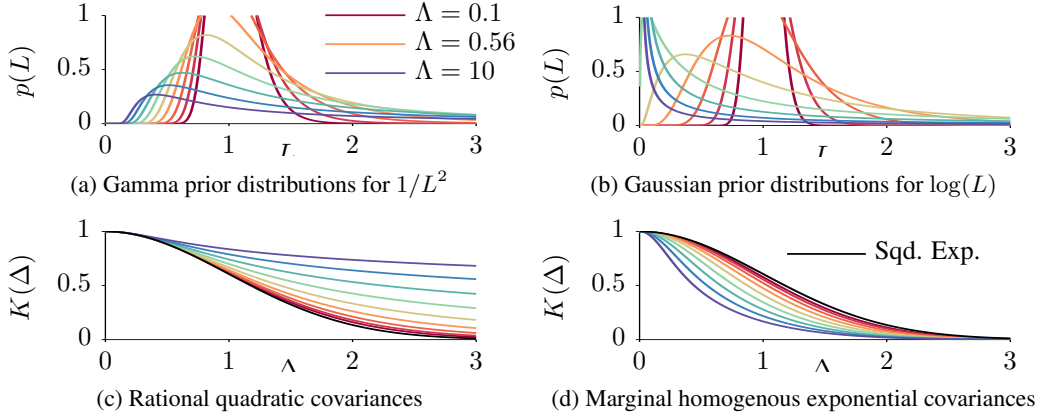 p(L)
1
0.5
0
0
1
2
3
L
Λ = 0.1
Λ = 0.56
Λ = 10
(a) Gamma prior distributions for 1/L²
p(L)
1
0.5
0
0
1
2
3
L
(b) Gaussian prior distributions for log(L)
K(Δ)
1
0.5
0
0
1
2
3
Δ
(c) Rational quadratic covariances
K(Δ)
1
0.5
0
0
1
2
3
Δ
Sqd. Exp.
(d) Marginal homogenous exponential covariances